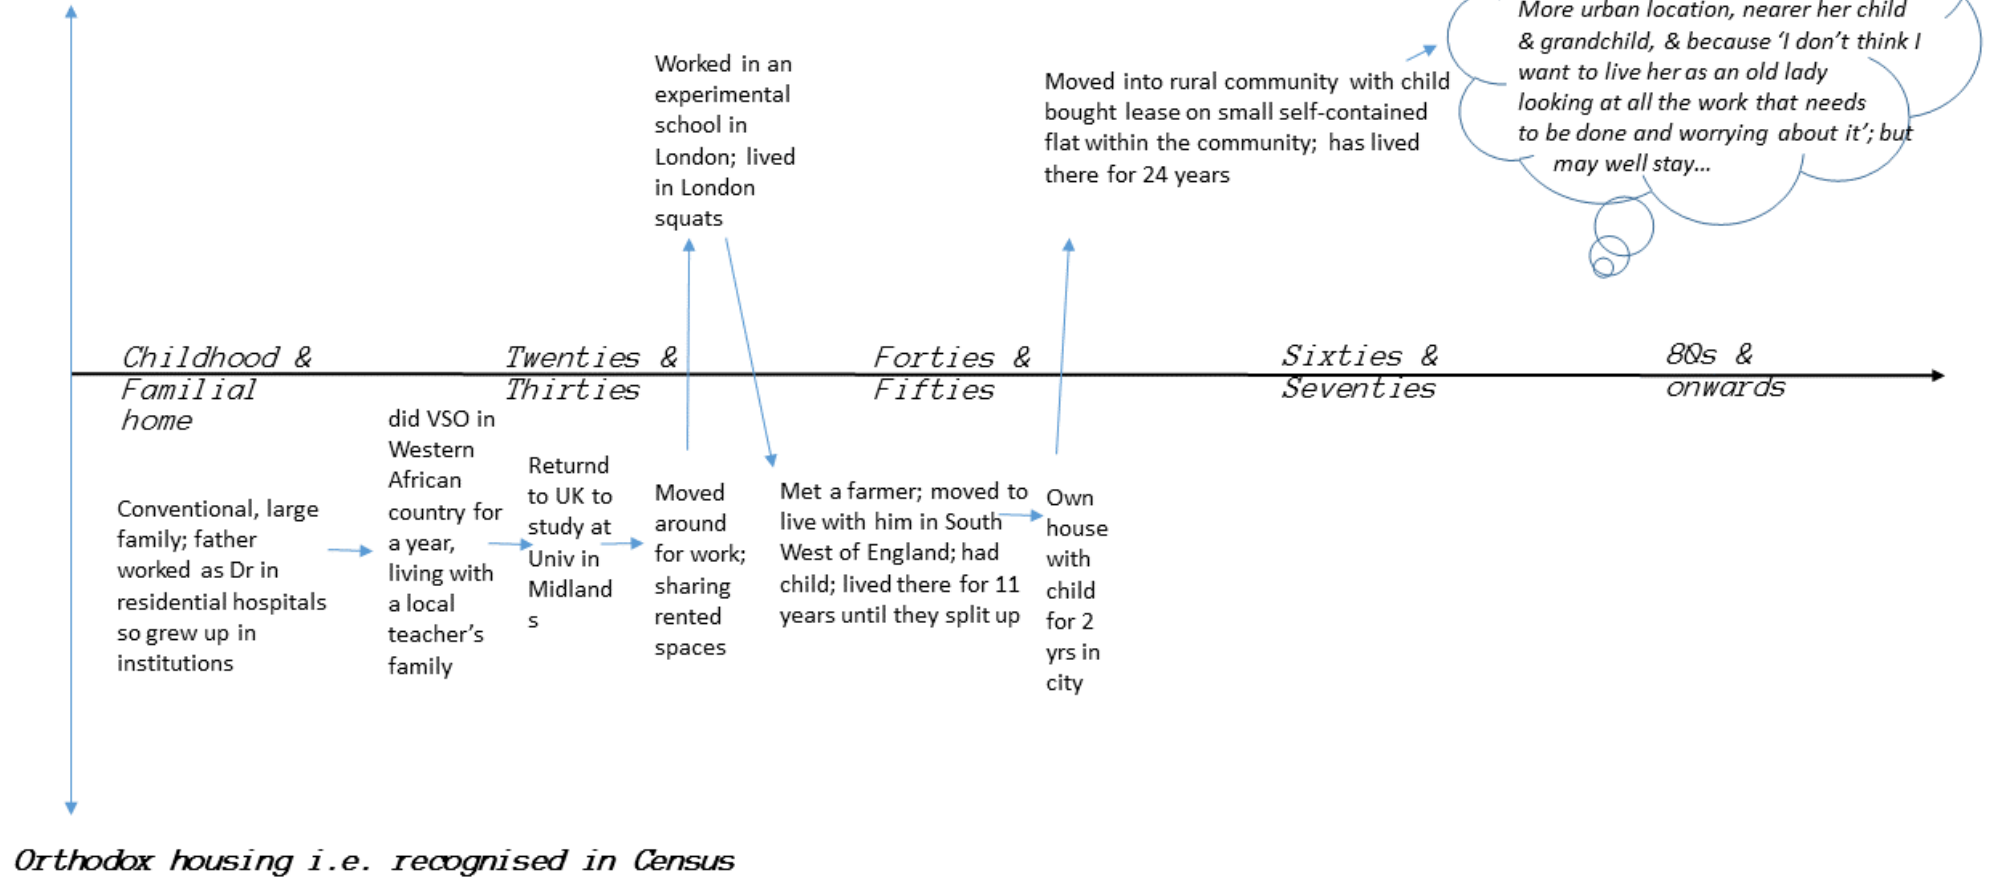 More urban location, nearer her child
& grandchild, & because ‘I don’t think I
want to live her as an old lady
looking at all the work that needs
to be done and worrying about it’; but
may well stay…
Worked in an
experimental
school in
London; lived
in London
squats
Moved into rural community with child
bought lease on small self-contained
flat within the community; has lived
there for 24 years
Childhood &
Familial
home
Twenties &
Thirties
Forties &
Fifties
Sixties &
Seventies
80s &
onwards
Conventional, large
family; father
worked as Dr in
residential hospitals
so grew up in
institutions
did VSO in
Western
African
country for
a year,
living with
a local
teacher’s
family
Returnd
to UK to
study at
Univ in
Midland
s
Moved
around
for work;
sharing
rented
spaces
Met a farmer; moved to
live with him in South
West of England; had
child; lived there for 11
years until they split up
Own
house
with
child
for 2
yrs in
city
Orthodox housing i.e. recognised in Census